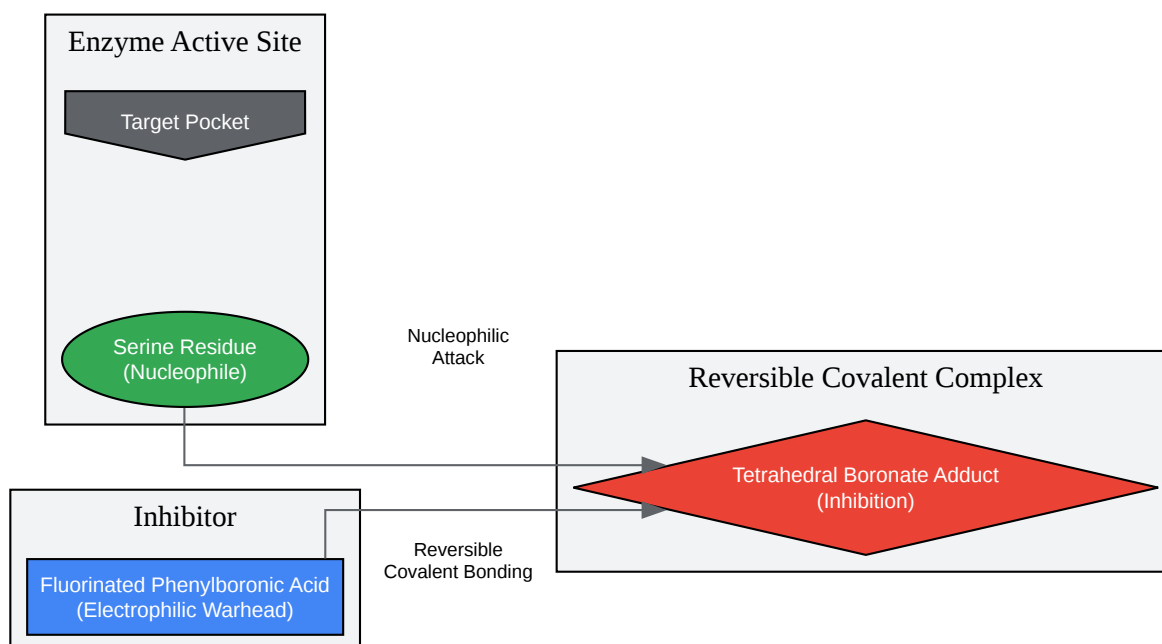 Enzyme Active Site
Target Pocket
Serine Residue
(Nucleophile)
Nucleophilic
Attack
Reversible Covalent Complex
Tetrahedral Boronate Adduct
(Inhibition)
Inhibitor
Fluorinated Phenylboronic Acid
(Electrophilic Warhead)
Reversible
Covalent Bonding